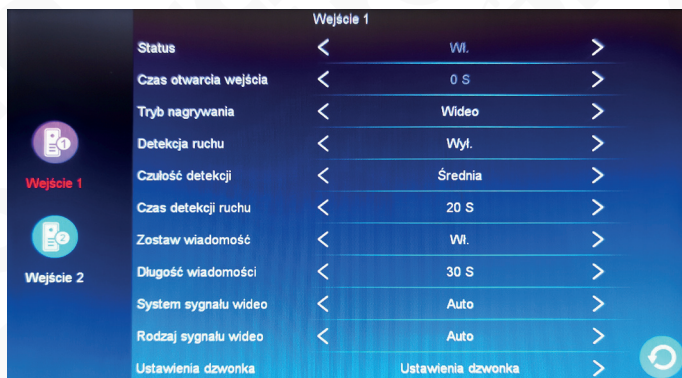 Wejście 1
Status < Wł. >
Czas otwarcia wejścia < 0 S >
Tryb nagrywania < Wideo >
Detekcja ruchu < Wył. >
Czułość detekcji < Średnia >
Czas detekcji ruchu < 20 S >
Zostaw wiadomość < Wł. >
Długość wiadomości < 30 S >
System sygnału wideo < Auto >
Rodzaj sygnału wideo < Auto >
Ustawienia dzwonka Ustawienia dzwonka >
1
Wejście 1
2
Wejście 2